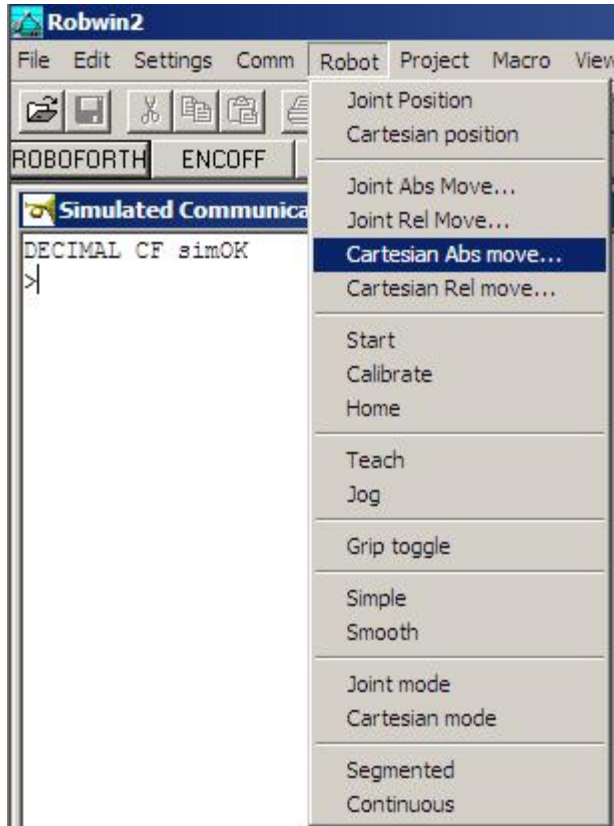 Robwin2
File Edit Settings Comm Robot Project Macro View
ROBOFORTH ENCOFF
Simulated Communica
DECIMAL CF simOK
>
Joint Position
Cartesian position
Joint Abs Move...
Joint Rel Move...
Cartesian Abs move...
Cartesian Rel move...
Start
Calibrate
Home
Teach
Jog
Grip toggle
Simple
Smooth
Joint mode
Cartesian mode
Segmented
Continuous